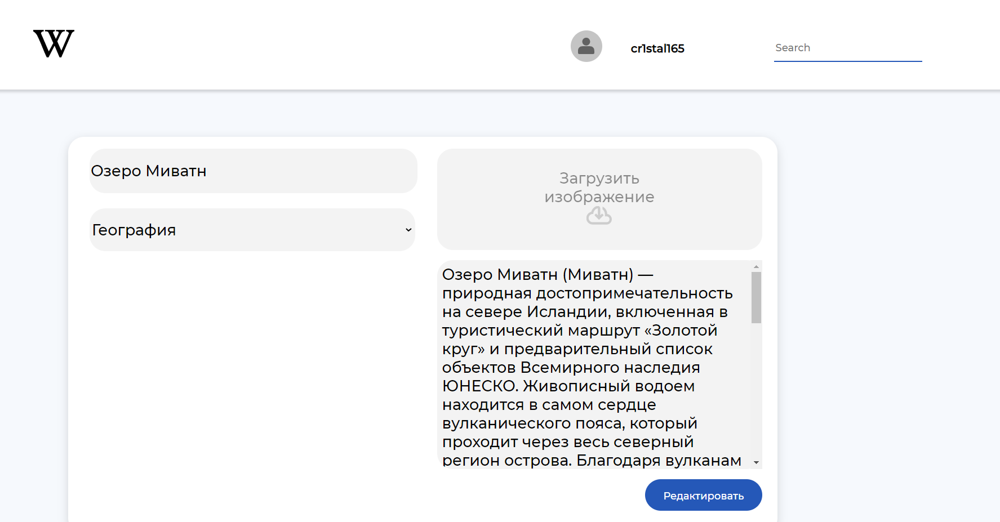 W
cr1stal165
Search
Озеро Миватн
География
Загрузить
изображение
Озеро Миватн (Миватн) —
природная достопримечательность
на севере Исландии, включенная в
туристический маршрут «Золотой
круг» и предварительный список
объектов Всемирного наследия
ЮНЕСКО. Живописный водоем
находится в самом сердце
вулканического пояса, который
проходит через весь северный
регион острова. Благодаря вулканам
Редактировать